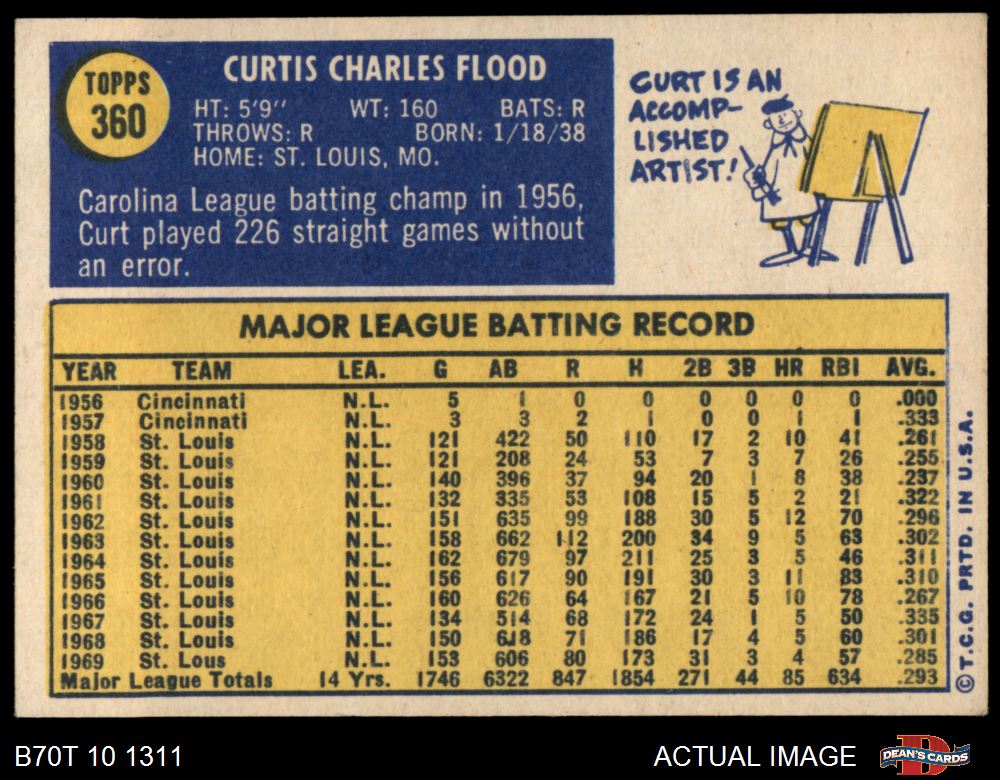 TOPPS
360
CURTIS CHARLES FLOOD
HT: 5'9" WT: 160 BATS: R
THROWS: R BORN: 1/18/38
HOME: ST. LOUIS, MO.
Carolina League batting champ in 1956,
Curt played 226 straight games without
an error.
CURT IS AN
ACCOMP-
LISHED
ARTIST!
MAJOR LEAGUE BATTING RECORD
YEAR TEAM LEA. G AB R H 2B 3B HR RBI AVG.
1956 Cincinnati N.L. 5 1 0 0 0 0 0 0 .000
1957 Cincinnati N.L. 3 3 2 1 0 0 1 1 .333
1958 St. Louis N.L. 121 422 50 110 17 2 10 41 .261
1959 St. Louis N.L. 121 208 24 53 7 3 7 26 .255
1960 St. Louis N.L. 140 396 37 94 20 1 8 38 .237
1961 St. Louis N.L. 132 335 53 108 15 5 2 21 .322
1962 St. Louis N.L. 151 635 99 188 30 5 12 70 .296
1963 St. Louis N.L. 158 662 112 200 34 9 5 63 .302
1964 St. Louis N.L. 162 679 97 211 25 3 5 46 .311
1965 St. Louis N.L. 156 617 90 191 30 3 11 83 .310
1966 St. Louis N.L. 160 626 64 167 21 5 10 78 .267
1967 St. Louis N.L. 134 514 68 172 24 1 5 50 .335
1968 St. Louis N.L. 150 618 71 186 17 4 5 60 .301
1969 St. Lous N.L. 153 606 80 173 31 3 4 57 .285
Major League Totals 14 Yrs. 1746 6322 847 1854 271 44 85 634 .293
©T.C.G. PRTD. IN U.S.A.
B70T 10 1311
ACTUAL IMAGE
DEAN'S CARDS